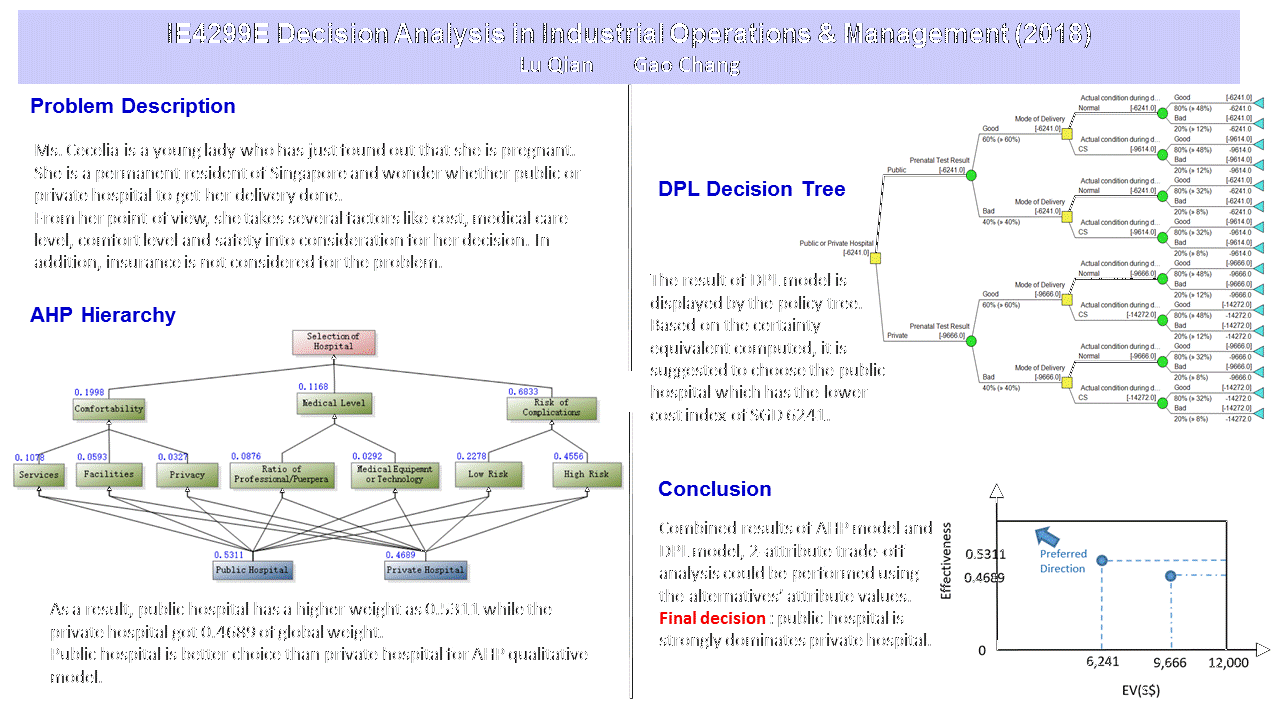 IE4299E Decision Analysis in Industrial Operations & Management (2018)
Lu Qian Gao Chang
Problem Description
Ms. Cecelia is a young lady who has just found out that she is pregnant.
She is a permanent resident of Singapore and wonder whether public or
private hospital to get her delivery done.
From her point of view, she takes several factors like cost, medical care
level, comfort level and safety into consideration for her decision. In
addition, insurance is not considered for the problem.
AHP Hierarchy
Selection of
Hospital
0.1998
Comfortability
0.1168
Medical Level
0.6833
Risk of
Complications
0.1078
Services
0.0593
Facilities
0.0327
Privacy
0.0876
Ratio of
Professional/Puerpera
0.0292
Medical Equipemnt
or Technology
0.2278
Low Risk
0.4556
High Risk
0.5311
Public Hospital
0.4689
Private Hospital
As a result, public hospital has a higher weight as 0.5311 while the
private hospital got 0.4689 of global weight.
Public hospital is better choice than private hospital for AHP qualitative
model.
DPL Decision Tree
The result of DPL model is
displayed by the policy tree.
Based on the certainty
equivalent computed, it is
suggested to choose the public
hospital which has the lower
cost index of SGD 6241.
Public or Private Hospital
[-6241.0]
Prenatal Test Result
Public [-6241.0]
Mode of Delivery
Good [-6241.0]
60% (» 60%)
Actual condition during d...
Normal [-6241.0]
Good [-6241.0]
80% (» 48%) -6241.0
Bad [-6241.0]
20% (» 12%) -6241.0
Actual condition during d...
CS [-9614.0]
Good [-9614.0]
80% (» 48%) -9614.0
Bad [-9614.0]
20% (» 12%) -9614.0
Mode of Delivery
Bad [-6241.0]
40% (» 40%)
Actual condition during d...
Normal [-6241.0]
Good [-6241.0]
80% (» 32%) -6241.0
Bad [-6241.0]
20% (» 8%) -6241.0
Actual condition during d...
CS [-9614.0]
Good [-9614.0]
80% (» 32%) -9614.0
Bad [-9614.0]
20% (» 8%) -9614.0
Prenatal Test Result
Private [-9666.0]
Mode of Delivery
Good [-9666.0]
60% (» 60%)
Actual condition during d...
Normal [-9666.0]
Good [-9666.0]
80% (» 48%) -9666.0
Bad [-9666.0]
20% (» 12%) -9666.0
Actual condition during d...
CS [-14272.0]
Good [-14272.0]
80% (» 48%) -14272.0
Bad [-14272.0]
20% (» 12%) -14272.0
Mode of Delivery
Bad [-9666.0]
40% (» 40%)
Actual condition during d...
Normal [-9666.0]
Good [-9666.0]
80% (» 32%) -9666.0
Bad [-9666.0]
20% (» 8%) -9666.0
Actual condition during d...
CS [-14272.0]
Good [-14272.0]
80% (» 32%) -14272.0
Bad [-14272.0]
20% (» 8%) -14272.0
Conclusion
Combined results of AHP model and
DPL model, 2-attribute trade-off
analysis could be performed using
the alternatives' attribute values.
Final decision : public hospital is
strongly dominates private hospital.
Effectiveness
0.5311
0.4689
0
Preferred
Direction
6,241 9,666 12,000
EV(S$)